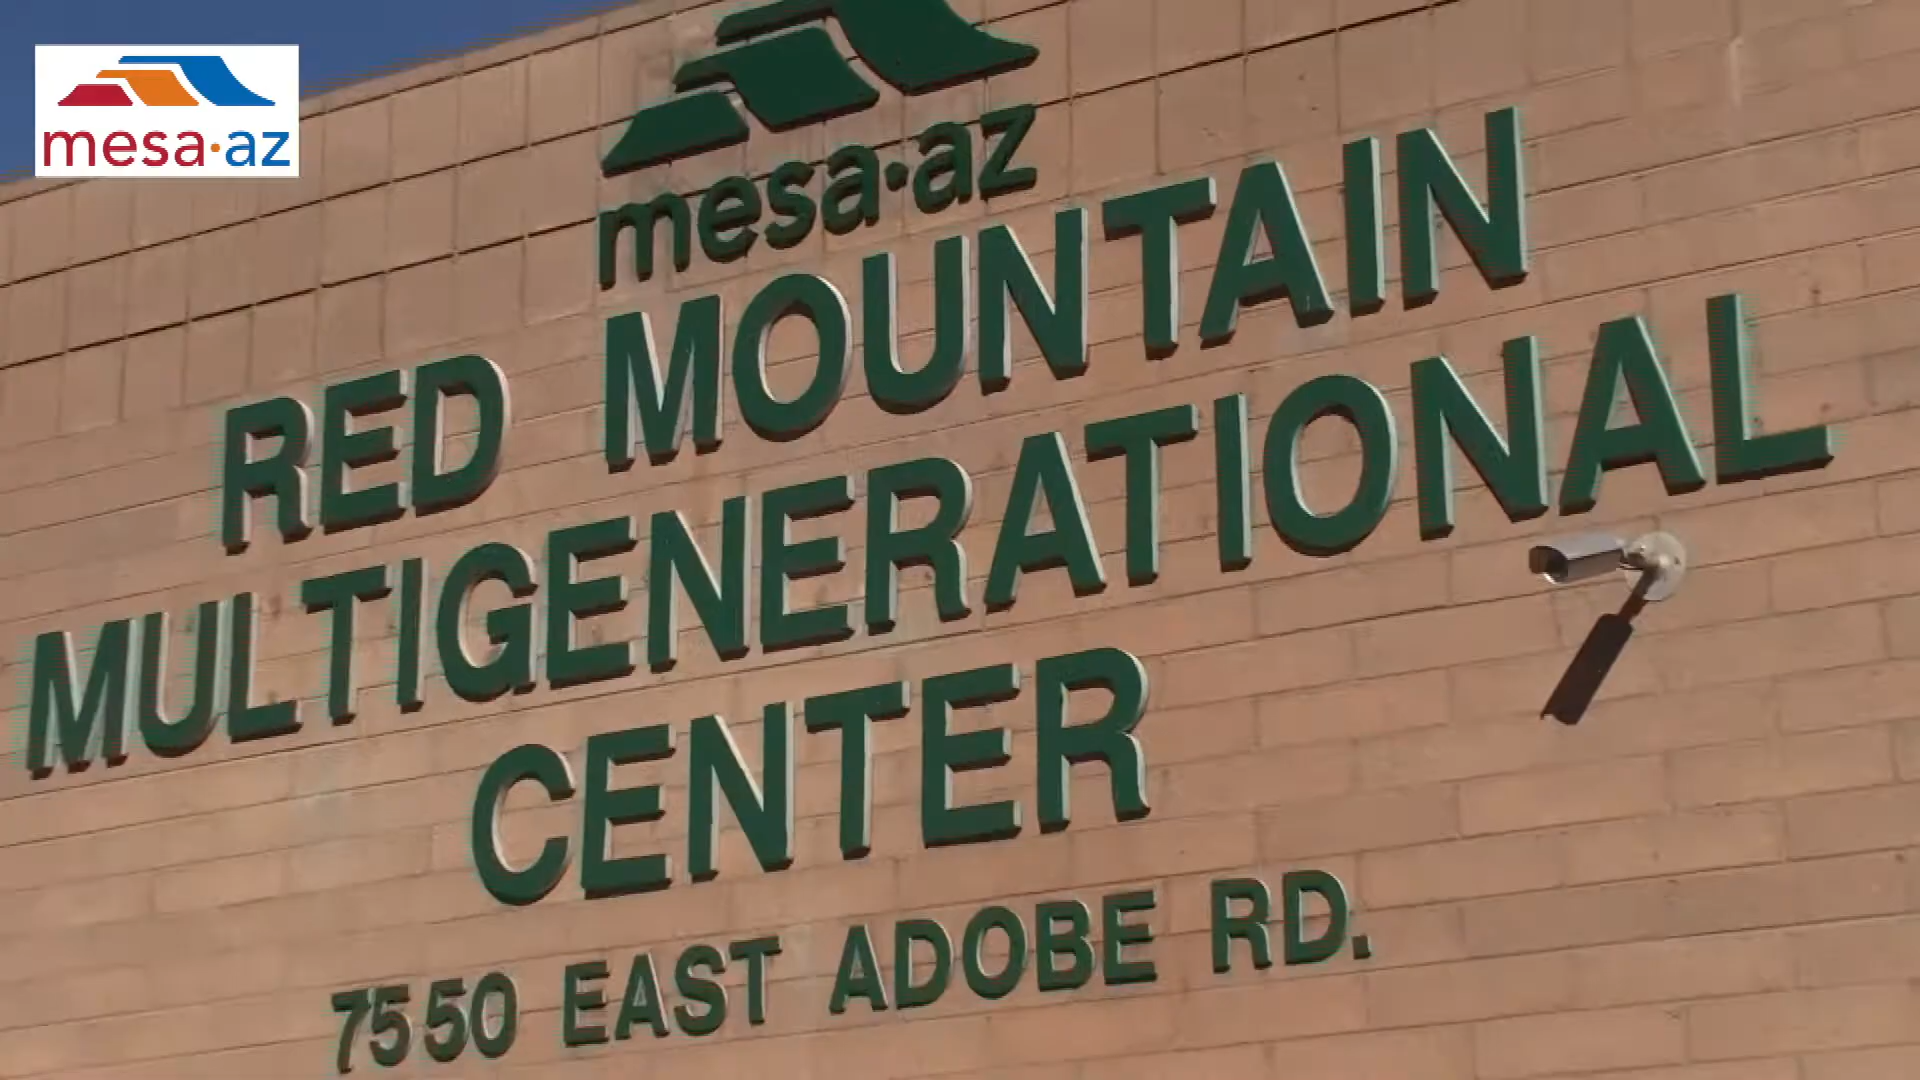 mesa·az
mesa·az
RED MOUNTAIN
MULTIGENERATIONAL
CENTER
7550 EAST ADOBE RD.